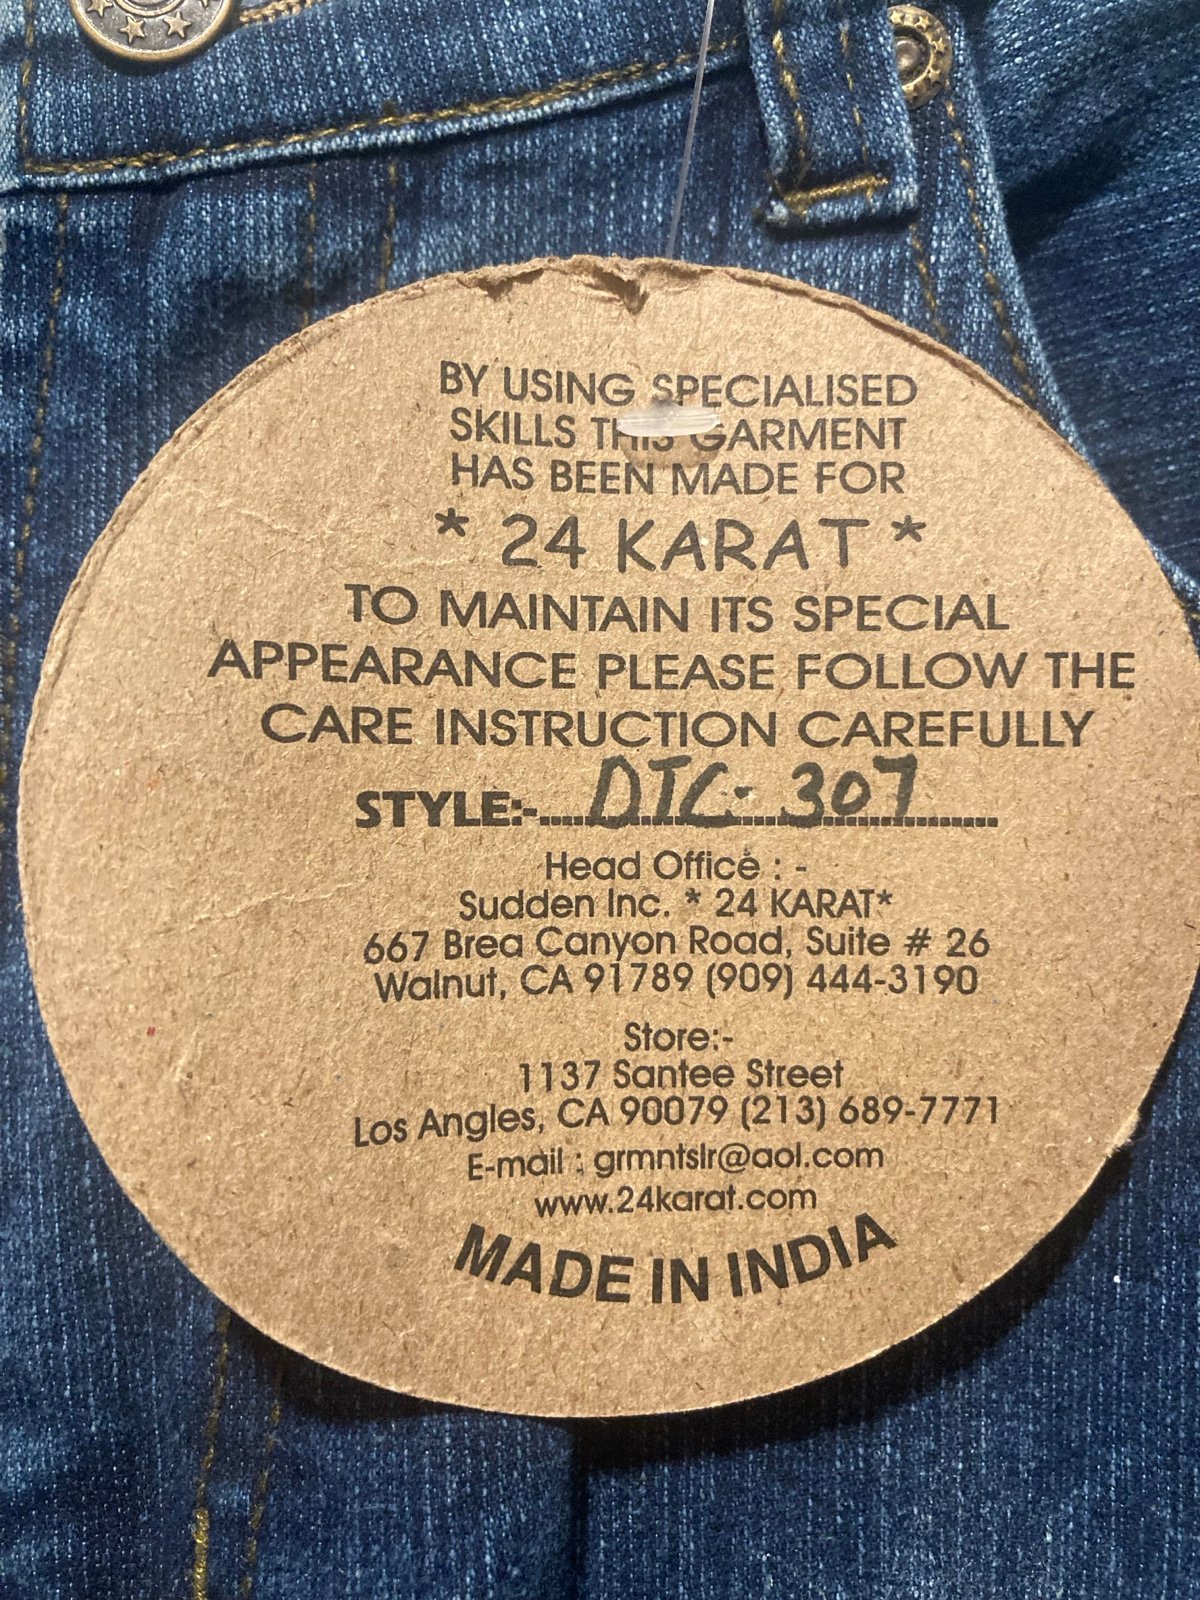 BY USING SPECIALISED
SKILLS THIS GARMENT
HAS BEEN MADE FOR
* 24 KARAT *
TO MAINTAIN ITS SPECIAL
APPEARANCE PLEASE FOLLOW THE
CARE INSTRUCTION CAREFULLY
STYLE:-....DTC-307....
Head Office : -
Sudden Inc. * 24 KARAT*
667 Brea Canyon Road, Suite # 26
Walnut, CA 91789 (909) 444-3190
Store:-
1137 Santee Street
Los Angles, CA 90079 (213) 689-7771
E-mail : grmntslr@aol.com
www.24karat.com
MADE IN INDIA